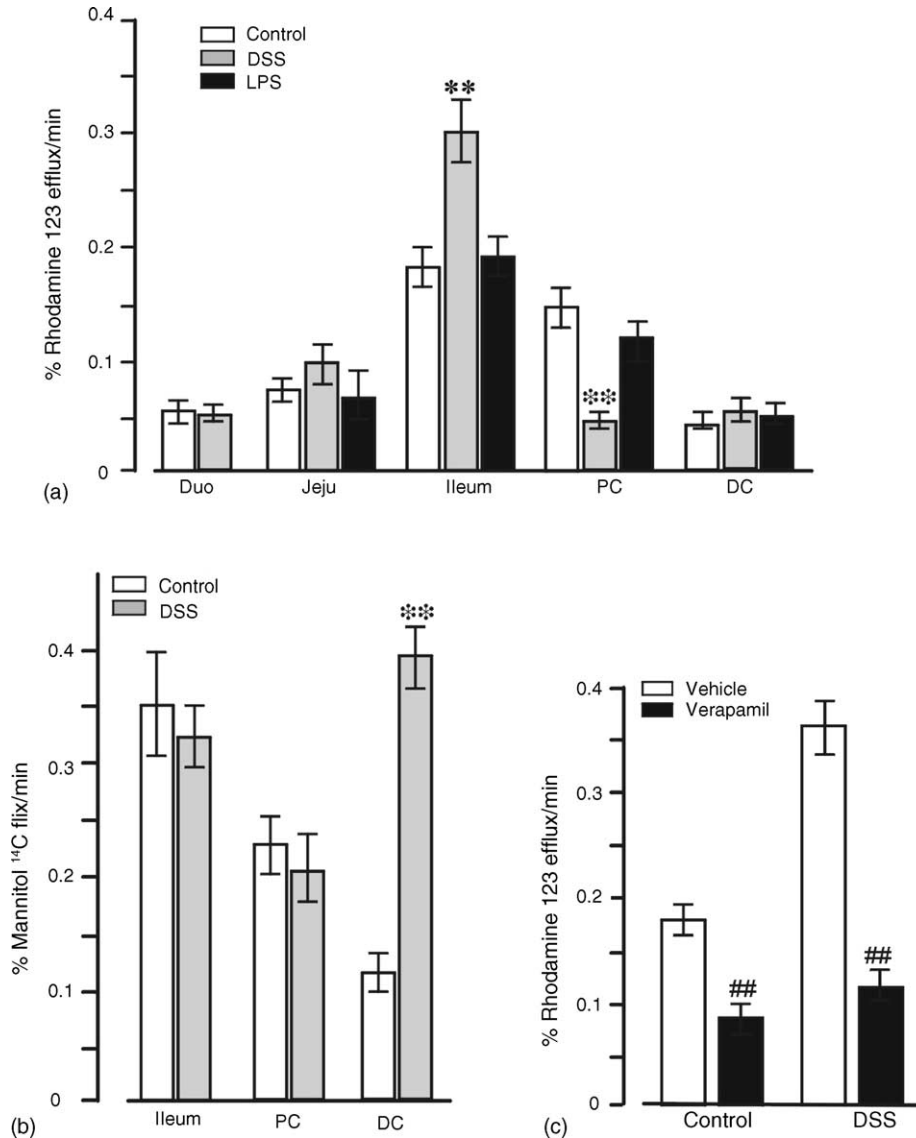 0.4
Control
DSS
LPS
**
0.3
% Rhodamine 123 efflux/min
0.2
0.1
**
0
(a)
Duo Jeju Ileum PC DC
Control
DSS
**
0.4
0.3
% Mannitol ¹⁴C flix/min
0.2
0.1
0
(b)
Ileum PC DC
0.4
Vehicle
Verapamil
0.3
% Rhodamine 123 efflux/min
0.2
0.1
##
##
0
(c)
Control DSS